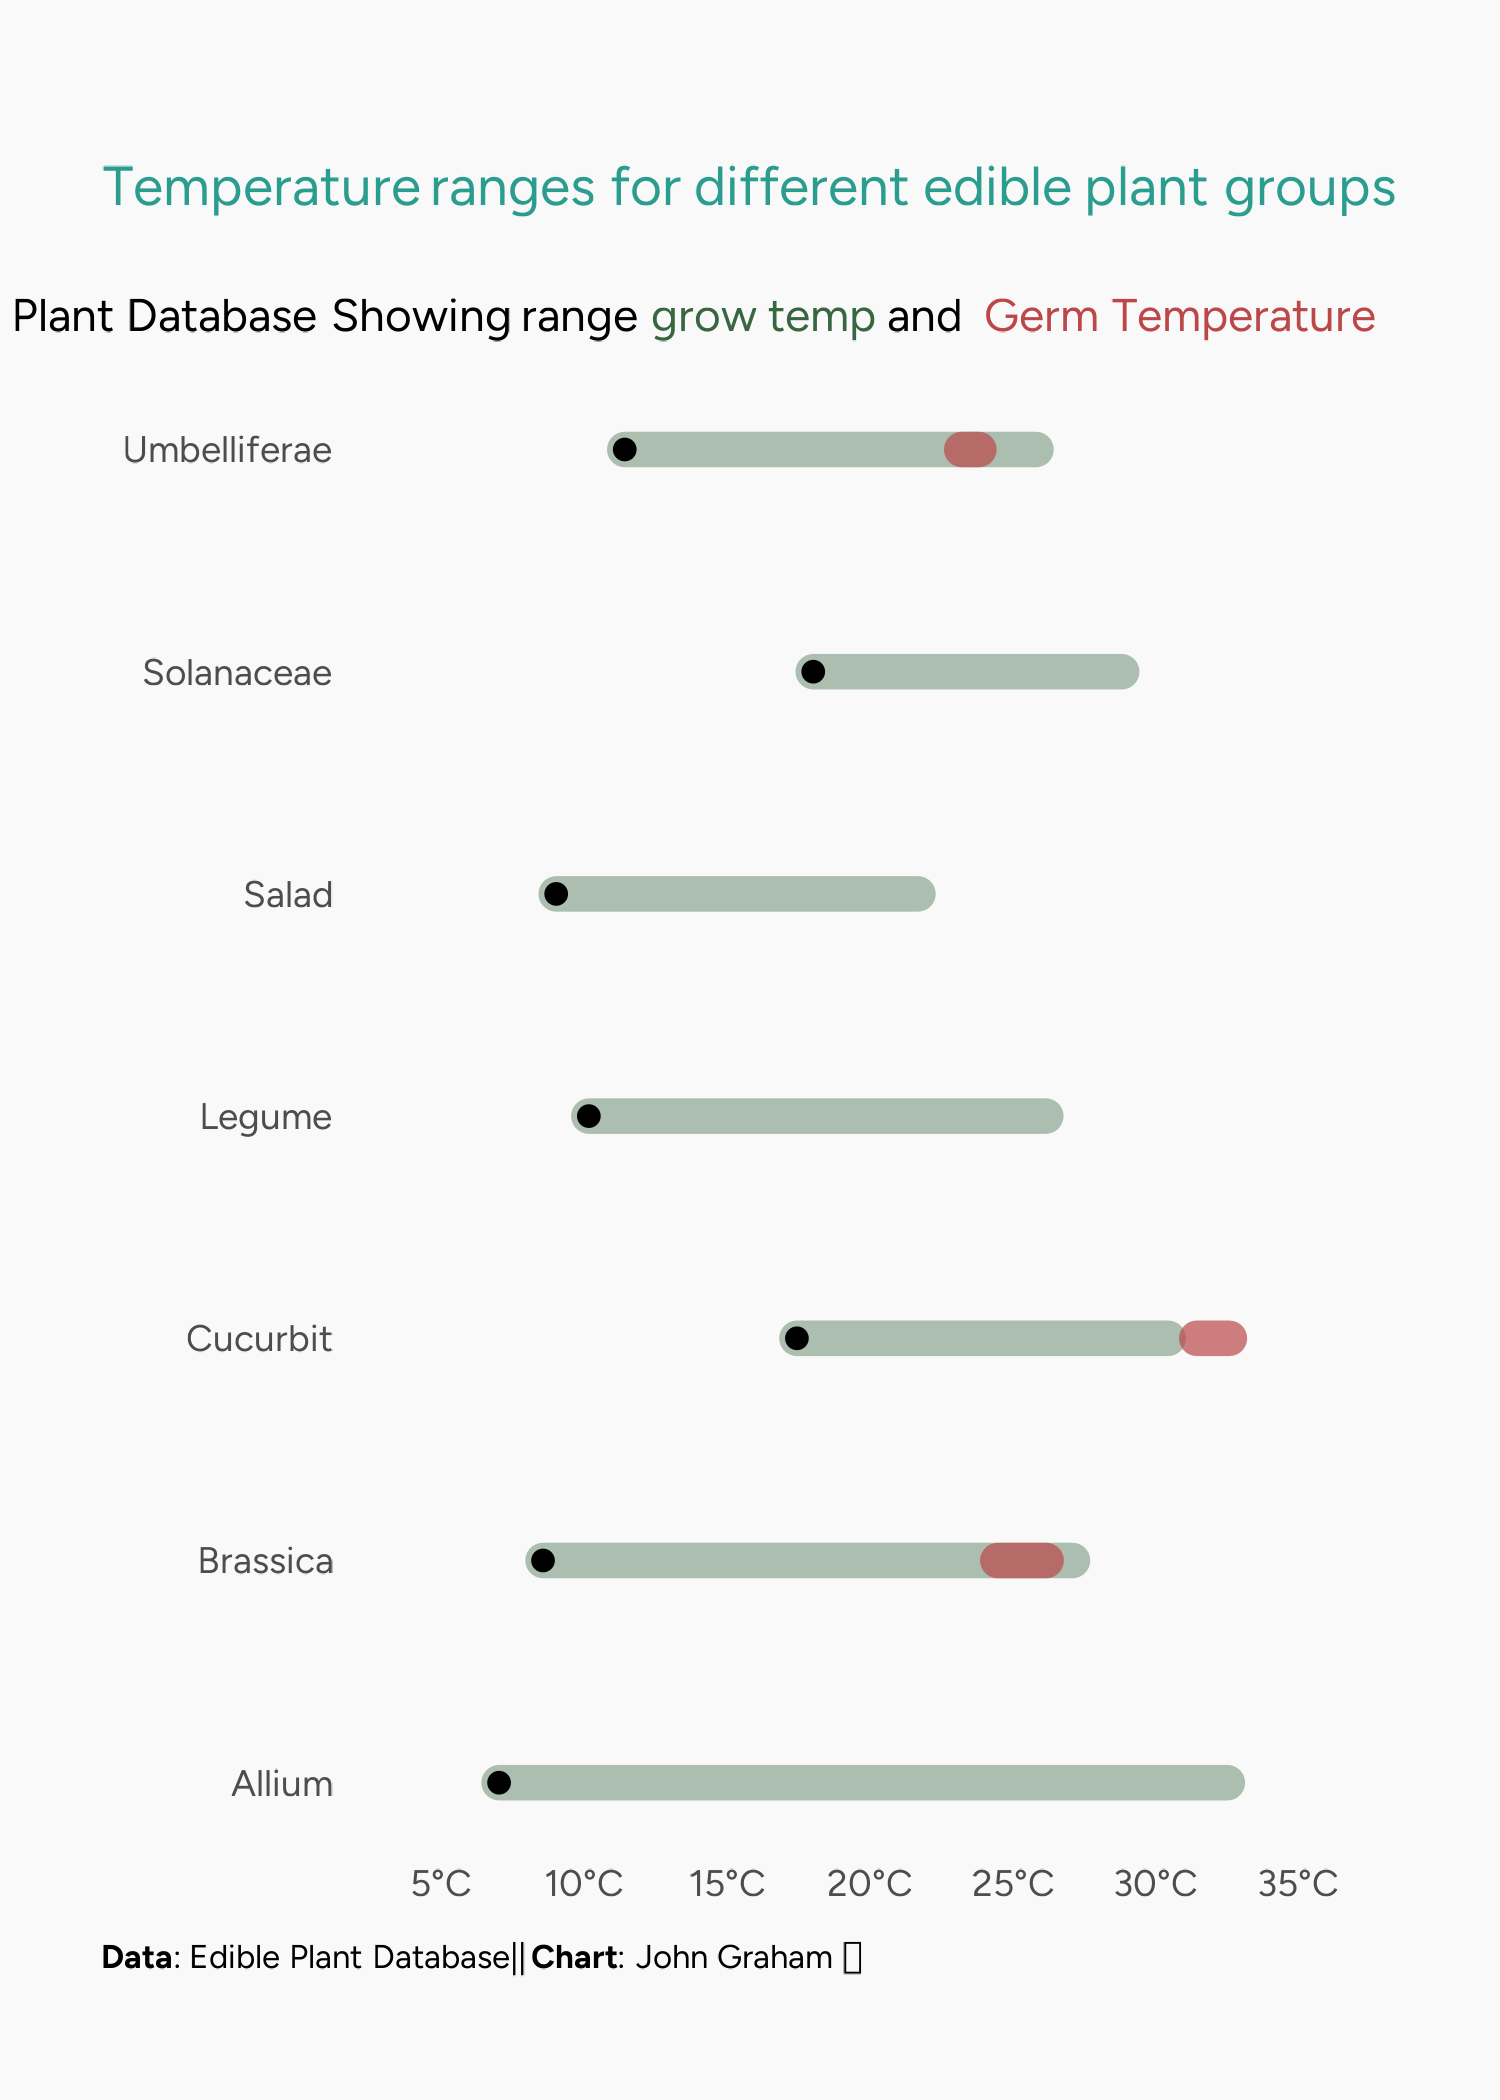 Temperature ranges for different edible plant groups
Plant Database Showing range grow temp and Germ Temperature
Umbelliferae
Solanaceae
Salad
Legume
Cucurbit
Brassica
Allium
5°C 10°C 15°C 20°C 25°C 30°C 35°C
Data: Edible Plant Database||Chart: John Graham